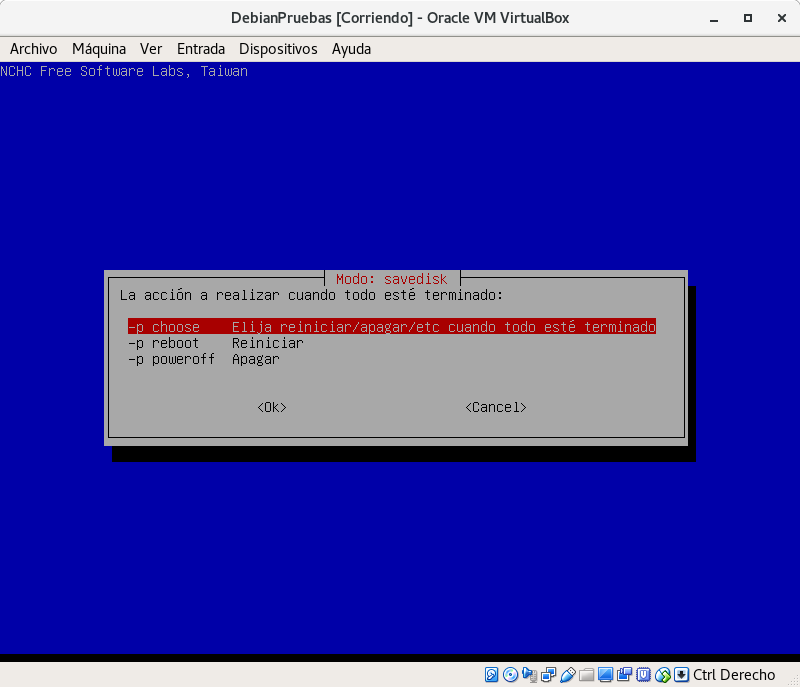 DebianPruebas [Corriendo] - Oracle VM VirtualBox
Archivo Máquina Ver Entrada Dispositivos Ayuda
NCHC Free Software Labs, Taiwan
Modo: savedisk
La acción a realizar cuando todo esté terminado:
-p choose Elija reiniciar/apagar/etc cuando todo esté terminado
-p reboot Reiniciar
-p poweroff Apagar
<Ok> <Cancel>
Ctrl Derecho